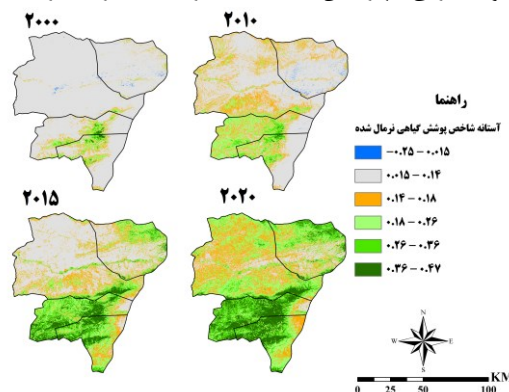 ۲۰۰۰
۲۰۱۰
راهنما
آستانه شاخص پوشش گیاهی نرمال شده
-۰.۲۵ - ۰.۰۱۵
۰.۰۱۵ - ۰.۱۴
۰.۱۴ - ۰.۱۸
۰.۱۸ - ۰.۲۶
۰.۲۶ - ۰.۳۶
۰.۳۶ - ۰.۴۷
۲۰۱۵
۲۰۲۰
N
W E
S
KM
0 25 50 100